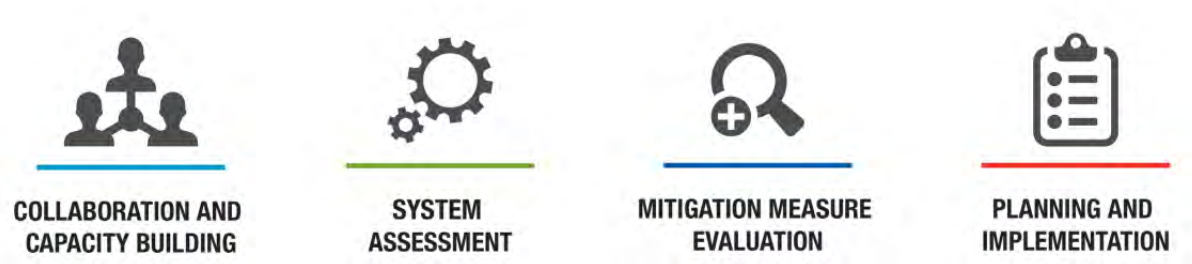 COLLABORATION AND
CAPACITY BUILDING
SYSTEM
ASSESSMENT
MITIGATION MEASURE
EVALUATION
PLANNING AND
IMPLEMENTATION